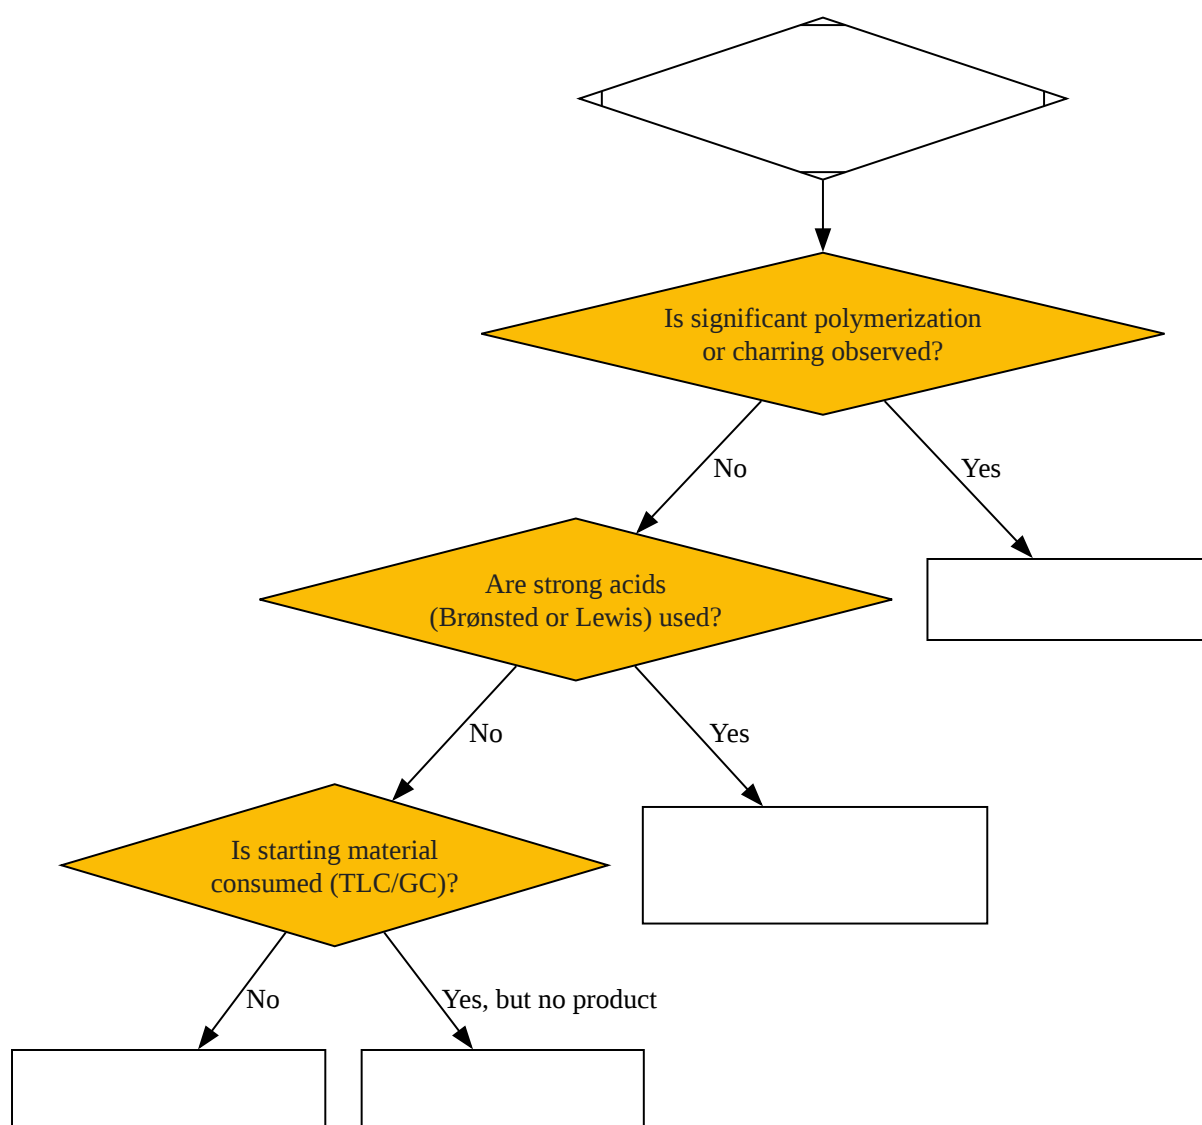 Is significant polymerization
or charring observed?
No
Yes
Are strong acids
(Brønsted or Lewis) used?
No
Yes
Is starting material
consumed (TLC/GC)?
No
Yes, but no product